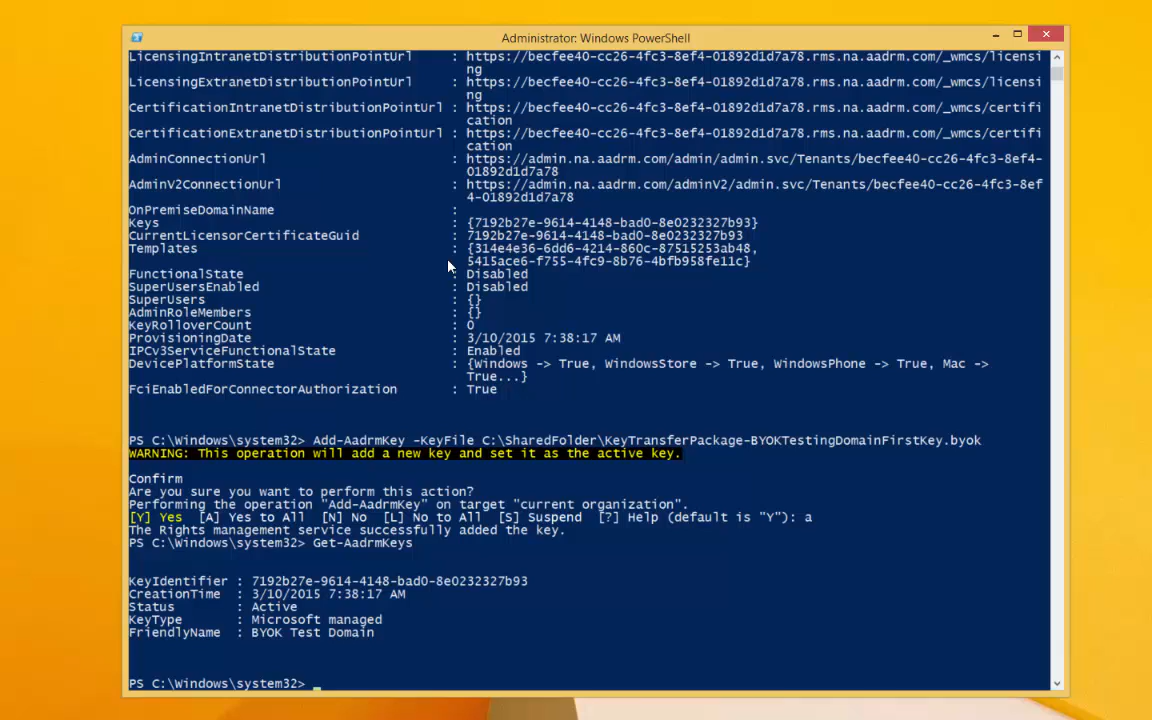 Administrator: Windows PowerShell
LicensingIntranetDistributionPointUrl : https://becfee40-cc26-4fc3-8ef4-01892d1d7a78.rms.na.aadrm.com/_wmcs/licensi
ng
LicensingExtranetDistributionPointUrl : https://becfee40-cc26-4fc3-8ef4-01892d1d7a78.rms.na.aadrm.com/_wmcs/licensi
ng
CertificationIntranetDistributionPointUrl : https://becfee40-cc26-4fc3-8ef4-01892d1d7a78.rms.na.aadrm.com/_wmcs/certifi
cation
CertificationExtranetDistributionPointUrl : https://becfee40-cc26-4fc3-8ef4-01892d1d7a78.rms.na.aadrm.com/_wmcs/certifi
cation
AdminConnectionUrl : https://admin.na.aadrm.com/admin/admin.svc/Tenants/becfee40-cc26-4fc3-8ef4-
01892d1d7a78
AdminV2ConnectionUrl : https://admin.na.aadrm.com/adminV2/admin.svc/Tenants/becfee40-cc26-4fc3-8ef
4-01892d1d7a78
OnPremiseDomainName :
Keys : {7192b27e-9614-4148-bad0-8e0232327b93}
CurrentLicensorCertificateGuid : 7192b27e-9614-4148-bad0-8e0232327b93
Templates : {314e4e36-6dd6-4214-860c-87515253ab48,
5415ace6-f755-4fc9-8b76-4bfb958fe11c}
FunctionalState : Disabled
SuperUsersEnabled : Disabled
SuperUsers : {}
AdminRoleMembers : {}
KeyRolloverCount : 0
ProvisioningDate : 3/10/2015 7:38:17 AM
IPCv3ServiceFunctionalState : Enabled
DevicePlatformState : {Windows -> True, WindowsStore -> True, WindowsPhone -> True, Mac ->
True...}
FciEnabledForConnectorAuthorization : True
PS C:\Windows\system32> Add-AadrmKey -KeyFile C:\SharedFolder\KeyTransferPackage-BYOKTestingDomainFirstKey.byok
WARNING: This operation will add a new key and set it as the active key.
Confirm
Are you sure you want to perform this action?
Performing the operation "Add-AadrmKey" on target "current organization".
[Y] Yes [A] Yes to All [N] No [L] No to All [S] Suspend [?] Help (default is "Y"): a
The Rights management service successfully added the key.
PS C:\Windows\system32> Get-AadrmKeys
KeyIdentifier : 7192b27e-9614-4148-bad0-8e0232327b93
CreationTime : 3/10/2015 7:38:17 AM
Status : Active
KeyType : Microsoft managed
FriendlyName : BYOK Test Domain
PS C:\Windows\system32> _